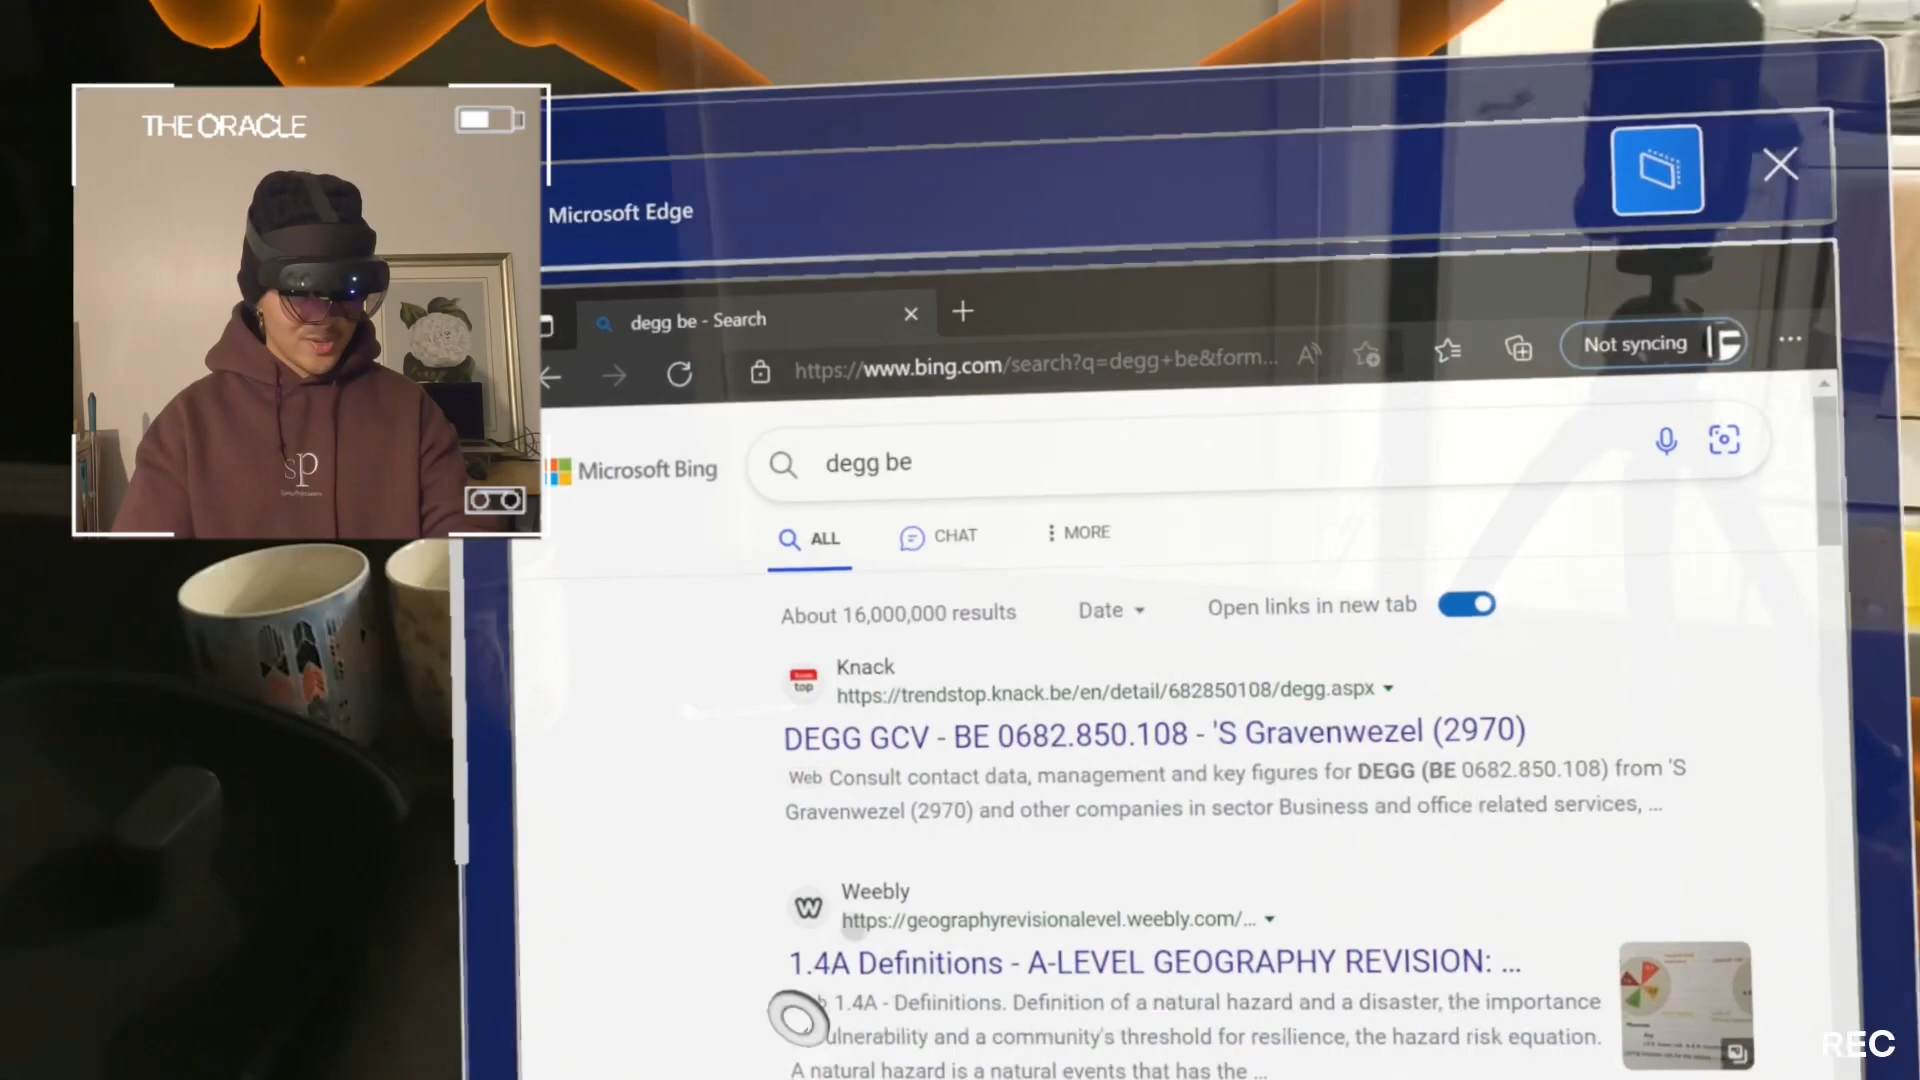 THE ORACLE
sp
Microsoft Edge
degg be - Search
https://www.bing.com/search?q=degg+be&form...
Not syncing
Microsoft Bing
degg be
ALL
CHAT
MORE
About 16,000,000 results
Date
Open links in new tab
top
Knack
https://trendstop.knack.be/en/detail/682850108/degg.aspx
DEGG GCV - BE 0682.850.108 - 'S Gravenwezel (2970)
Web Consult contact data, management and key figures for DEGG (BE 0682.850.108) from 'S
Gravenwezel (2970) and other companies in sector Business and office related services, ...
Weebly
https://geographyrevisionalevel.weebly.com/...
1.4A Definitions - A-LEVEL GEOGRAPHY REVISION: ...
1.4A - Defiinitions. Definition of a natural hazard and a disaster, the importance
ulnerability and a community's threshold for resilience, the hazard risk equation.
A natural hazard is a natural events that has the ...
REC